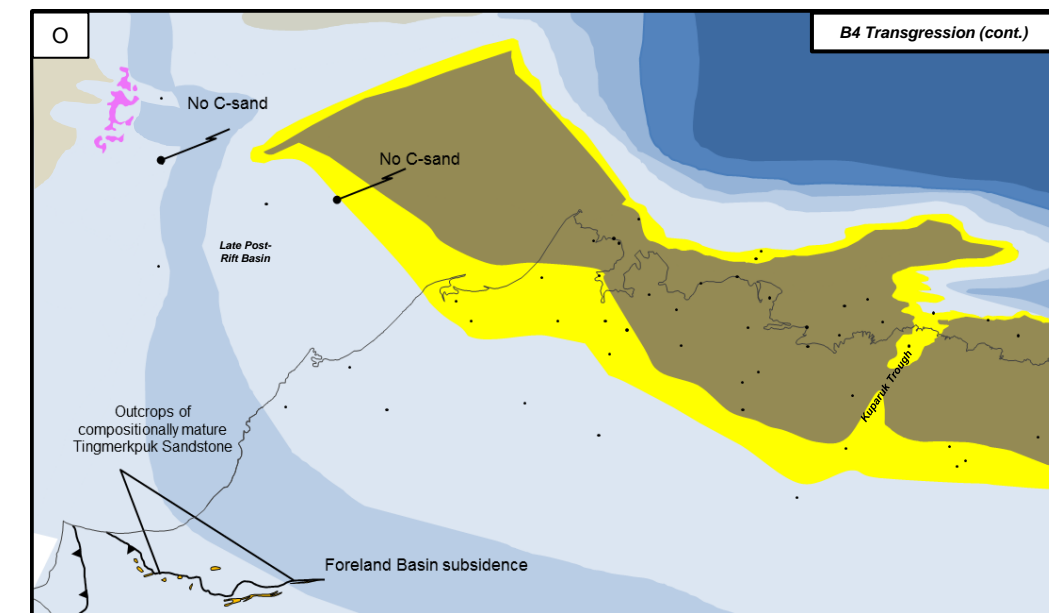 O
B4 Transgression (cont.)
No C-sand
No C-sand
Late Post-
Rift Basin
Kuparuk Trough
Outcrops of
compositionally mature
Tingmerkpuk Sandstone
Foreland Basin subsidence